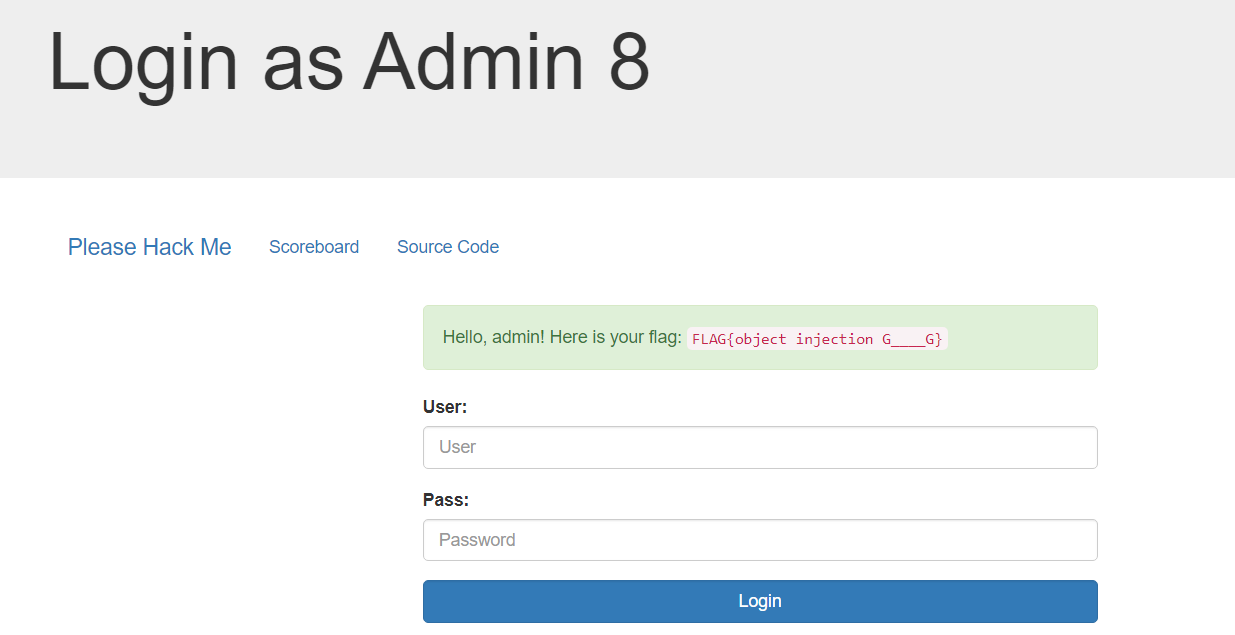 Login as Admin 8
Please Hack Me Scoreboard Source Code
Hello, admin! Here is your flag: FLAG{object injection G____G}
User:
User
Pass:
Password
Login